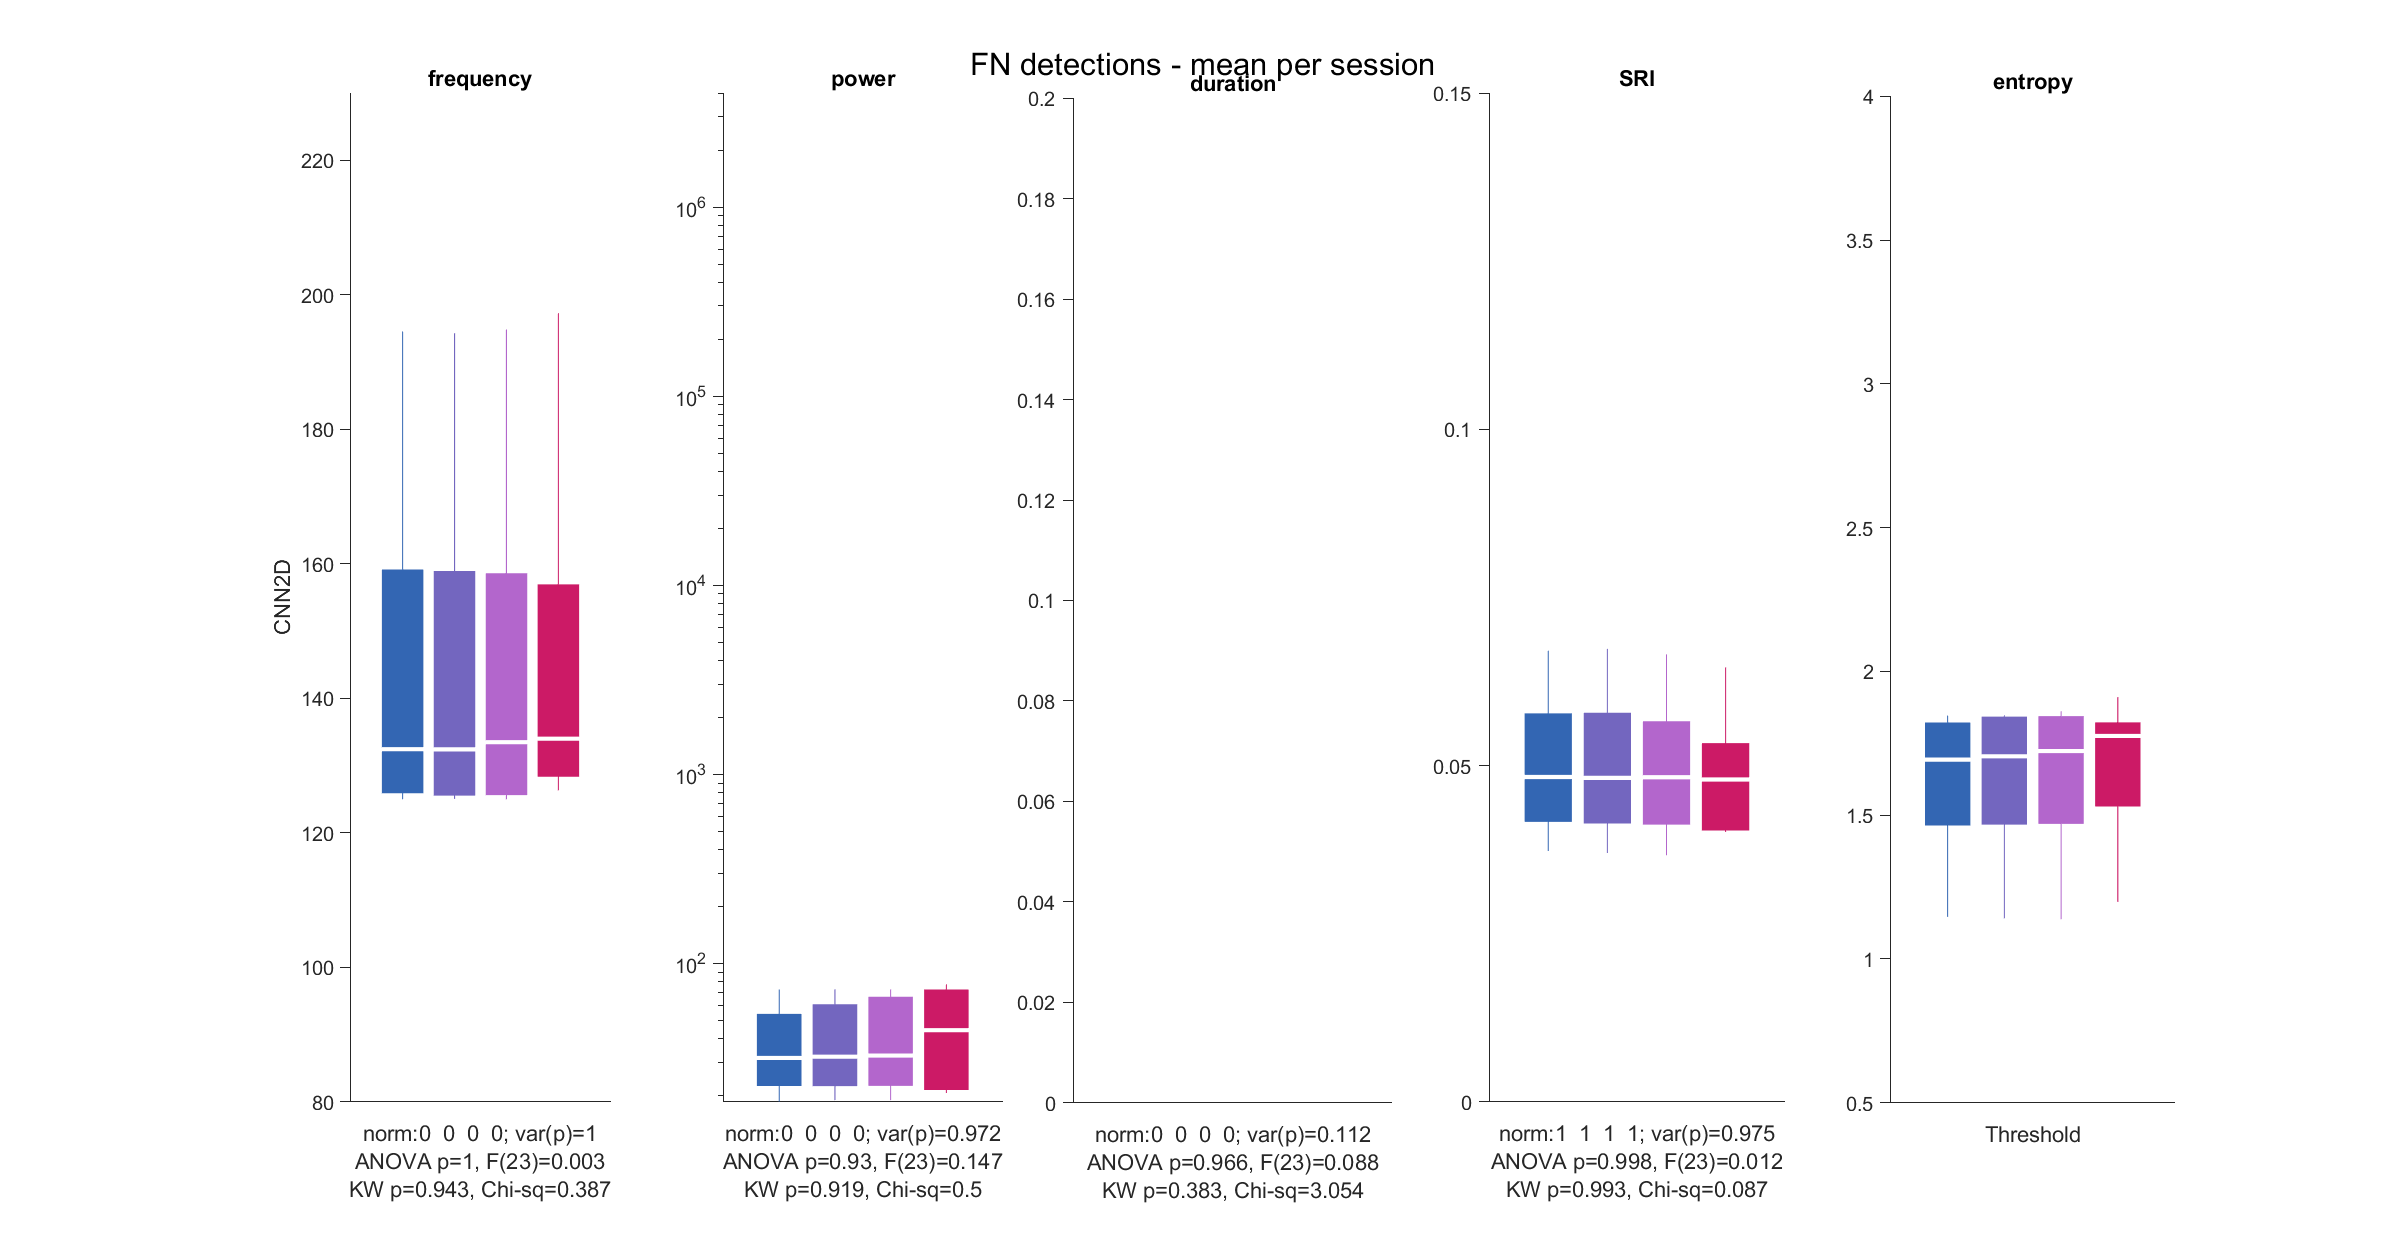 FN detections - mean per session
frequency
power
duration
SRI
entropy
CNN2D
220
200
180
160
140
120
100
80
norm:0 0 0 0; var(p)=1
ANOVA p=1, F(23)=0.003
KW p=0.943, Chi-sq=0.387
10^6
10^5
10^4
10^3
10^2
norm:0 0 0 0; var(p)=0.972
ANOVA p=0.93, F(23)=0.147
KW p=0.919, Chi-sq=0.5
0.2
0.18
0.16
0.14
0.12
0.1
0.08
0.06
0.04
0.02
0
norm:0 0 0 0; var(p)=0.112
ANOVA p=0.966, F(23)=0.088
KW p=0.383, Chi-sq=3.054
0.15
0.1
0.05
0
norm:1 1 1 1; var(p)=0.975
ANOVA p=0.998, F(23)=0.012
KW p=0.993, Chi-sq=0.087
4
3.5
3
2.5
2
1.5
1
0.5
Threshold